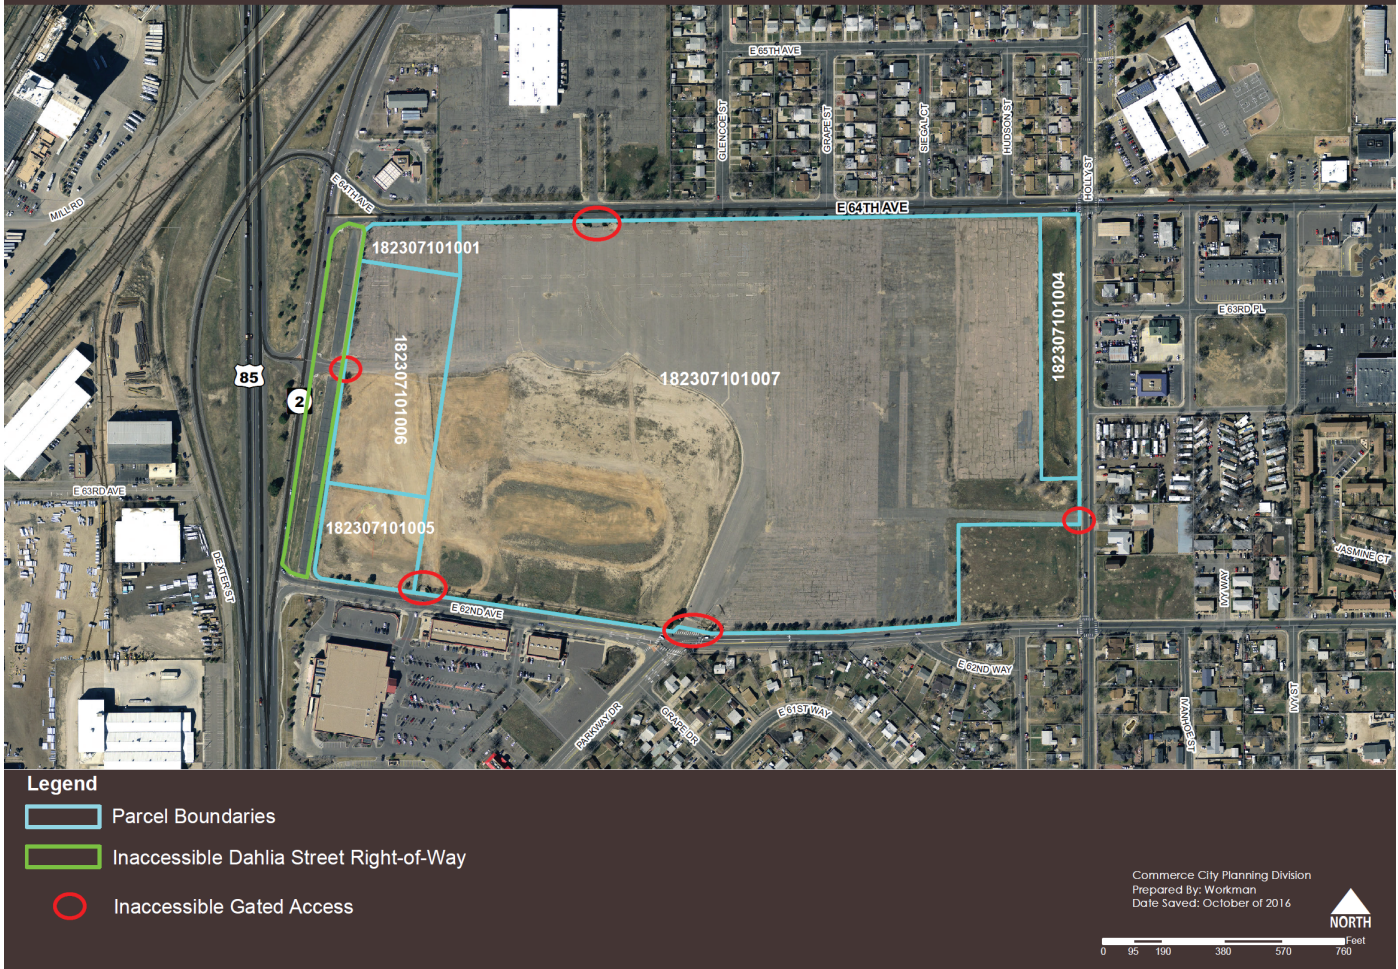 E 65TH AVE
GLENCOE ST
GRAPE ST
SIEGAL CT
HUDSON ST
HOLLY ST
MILL RD
E 64TH AVE
E 64TH AVE
182307101001
182307101004
E 63RD PL
85
2
182307101006
182307101007
E 63RD AVE
182307101005
DEXTER ST
E 62ND AVE
JASMINE CT
IVY WAY
E 62ND WAY
PARKWAY DR
GRAPE DR
E 61ST WAY
IVANHOE ST
IVY ST
Legend
Parcel Boundaries
Inaccessible Dahlia Street Right-of-Way
Inaccessible Gated Access
Commerce City Planning Division
Prepared By: Workman
Date Saved: October of 2016
NORTH
Feet
0 95 190 380 570 760